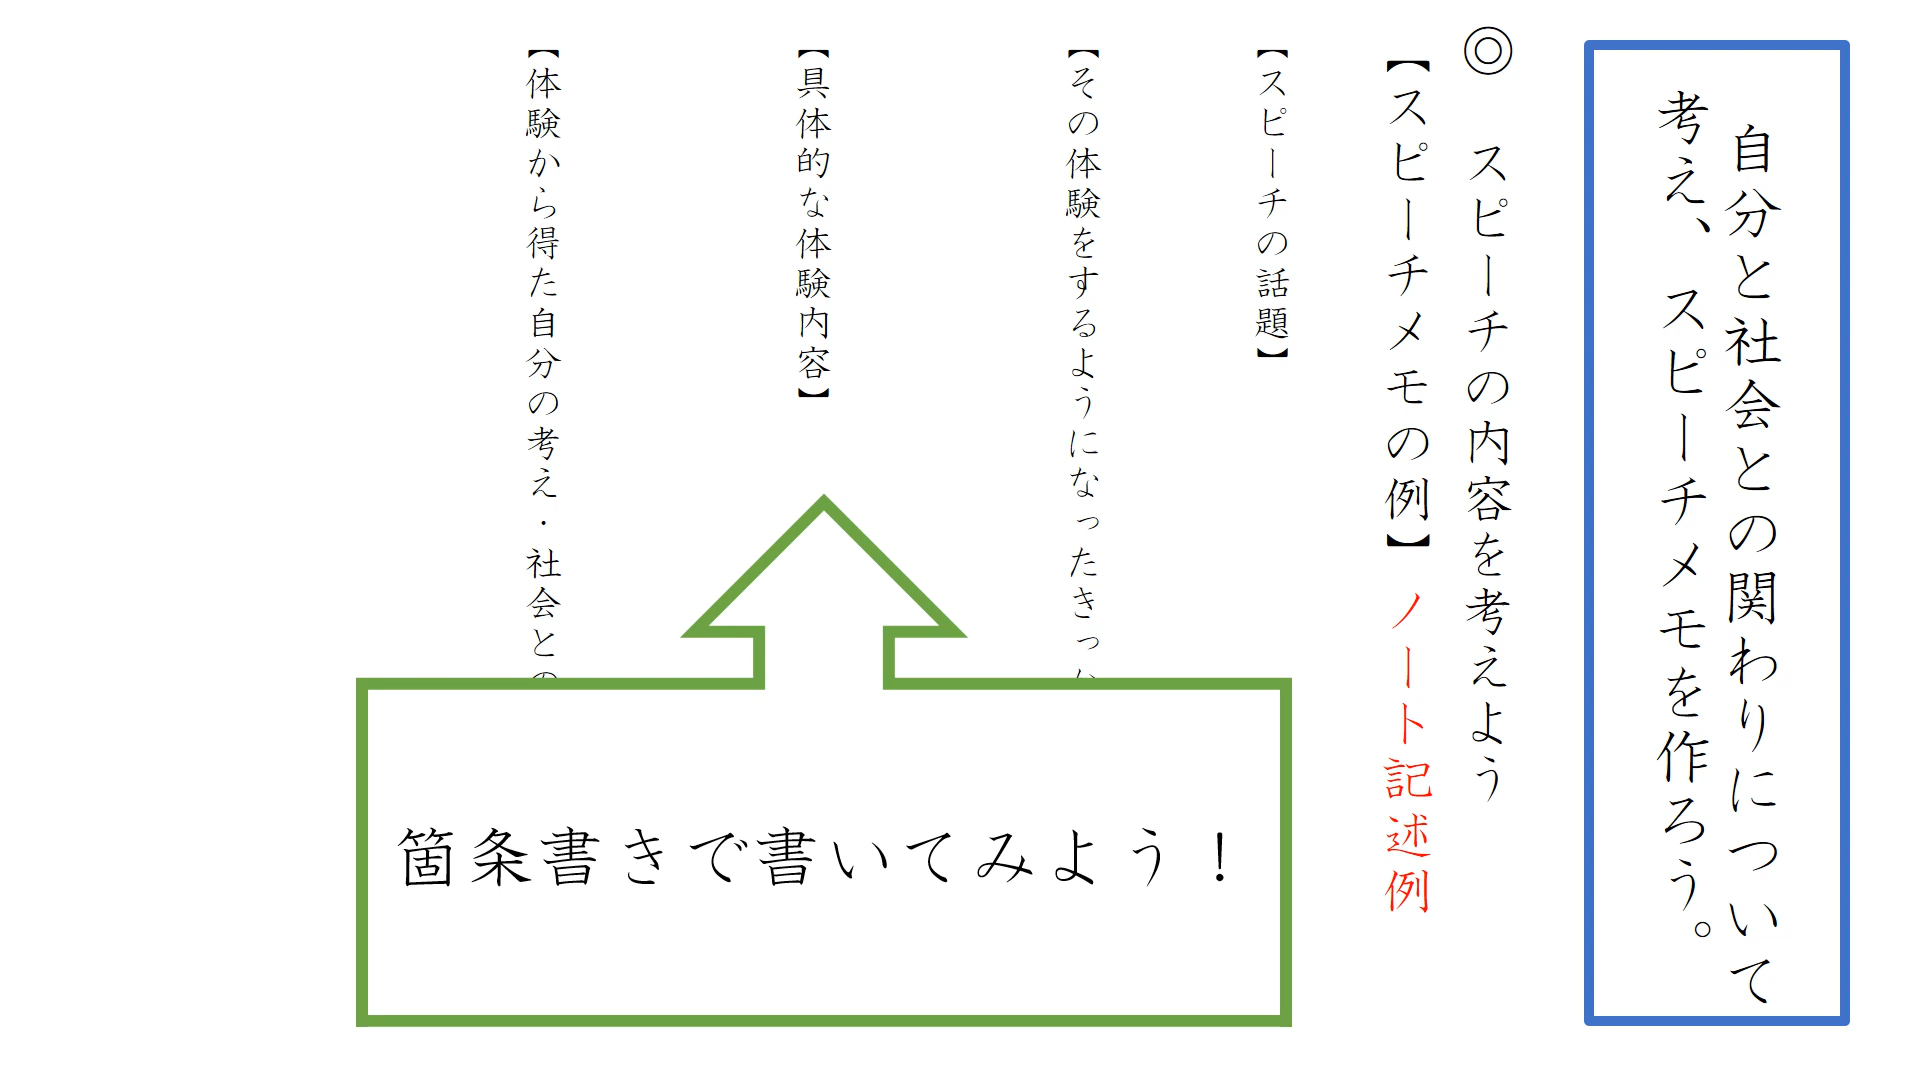 自分と社会との関わりについて
考え、スピーチメモを作ろう。
◎　スピーチの内容を考えよう
【スピーチメモの例】ノート記述例
【スピーチの話題】
【その体験をするようになったきっ
【具体的な体験内容】
【体験から得た自分の考え・社会との
箇条書きで書いてみよう！